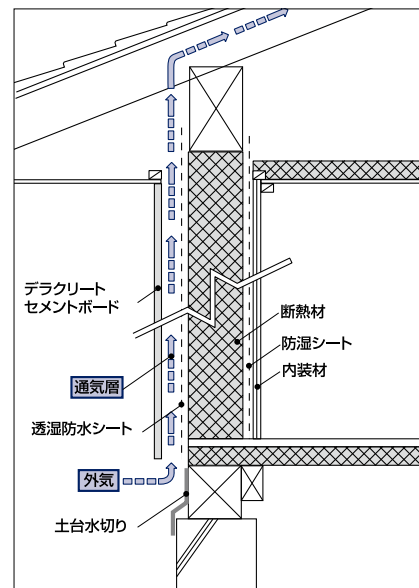 デラクリート
セメントボード
通気層
透湿防水シート
外気
土台水切り
断熱材
防湿シート
内装材